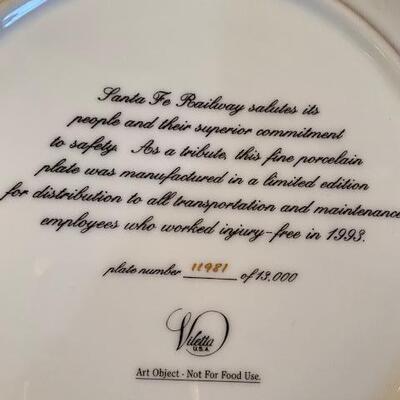 Santa Fe Railway salutes its
people and their superior commitment
to safety. As a tribute, this fine porcelain
plate was manufactured in a limited edition
for distribution to all transportation and maintenance
employees who worked injury-free in 1993.
plate number 11981 of 13,000
Viletta
U.S.A.
Art Object - Not For Food Use.